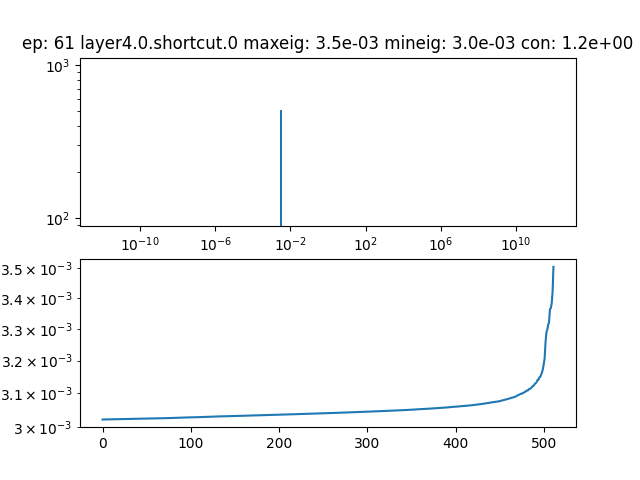 ep: 61 layer4.0.shortcut.0 maxeig: 3.5e-03 mineig: 3.0e-03 con: 1.2e+00
10³
10²
10⁻¹⁰ 10⁻⁶ 10⁻² 10² 10⁶ 10¹⁰
3.5 × 10⁻³
3.4 × 10⁻³
3.3 × 10⁻³
3.2 × 10⁻³
3.1 × 10⁻³
3 × 10⁻³
0 100 200 300 400 500